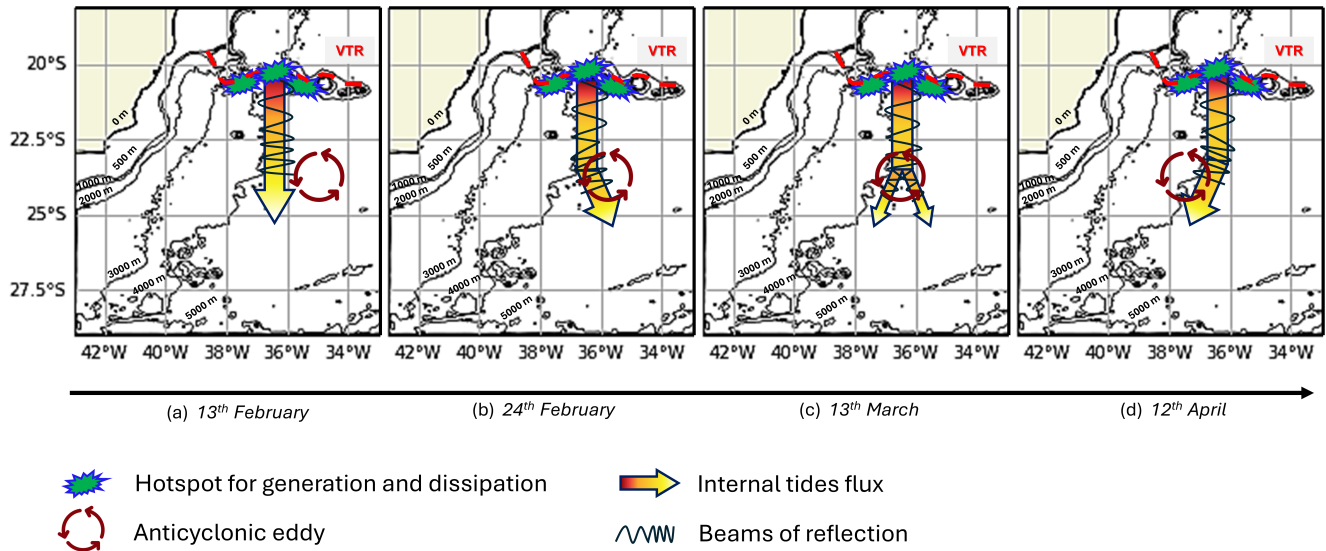 VTR VTR VTR VTR
20°S
22.5°S
25°S
27.5°S
0 m 500 m 1000 m 2000 m 3000 m 4000 m 5000 m
0 m 500 m 1000 m 2000 m 3000 m 4000 m 5000 m
0 m 500 m 1000 m 2000 m 3000 m 4000 m 5000 m
0 m 500 m 1000 m 2000 m 3000 m 4000 m 5000 m
42°W 40°W 38°W 36°W 34°W 42°W 40°W 38°W 36°W 34°W 42°W 40°W 38°W 36°W 34°W 42°W 40°W 38°W 36°W 34°W
(a) 13th February (b) 24th February (c) 13th March (d) 12th April
Hotspot for generation and dissipation Internal tides flux
Anticyclonic eddy Beams of reflection